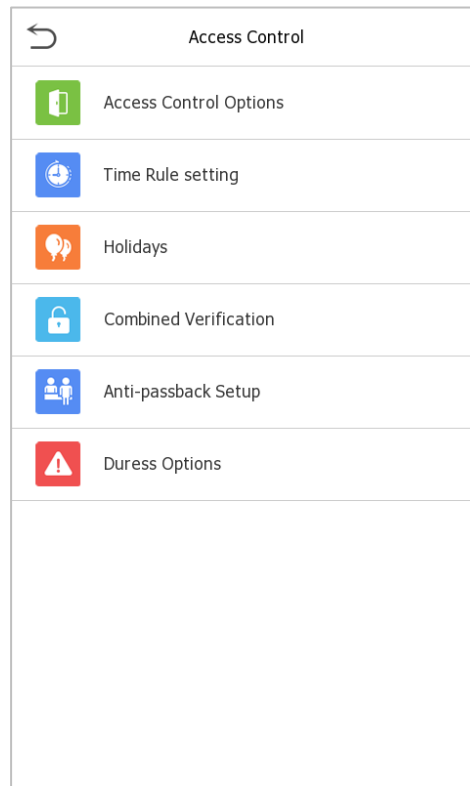 Access Control
Access Control Options
Time Rule setting
Holidays
Combined Verification
Anti-passback Setup
Duress Options